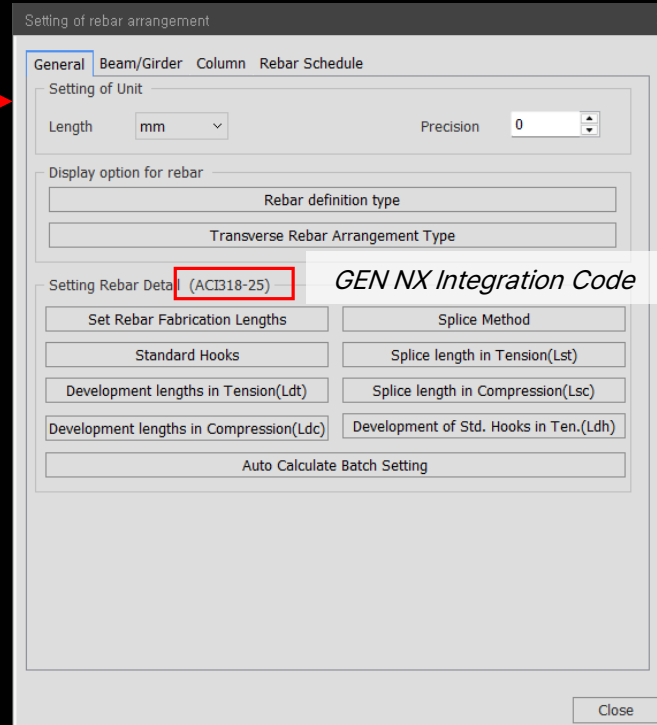 Setting of rebar arrangement
General Beam/Girder Column Rebar Schedule
Setting of Unit
Length mm Precision 0
Display option for rebar
Rebar definition type
Transverse Rebar Arrangement Type
Setting Rebar Detail (ACI318-25) GEN NX Integration Code
Set Rebar Fabrication Lengths Splice Method
Standard Hooks Splice length in Tension(Lst)
Development lengths in Tension(Ldt) Splice length in Compression(Lsc)
Development lengths in Compression(Ldc) Development of Std. Hooks in Ten.(Ldh)
Auto Calculate Batch Setting
Close